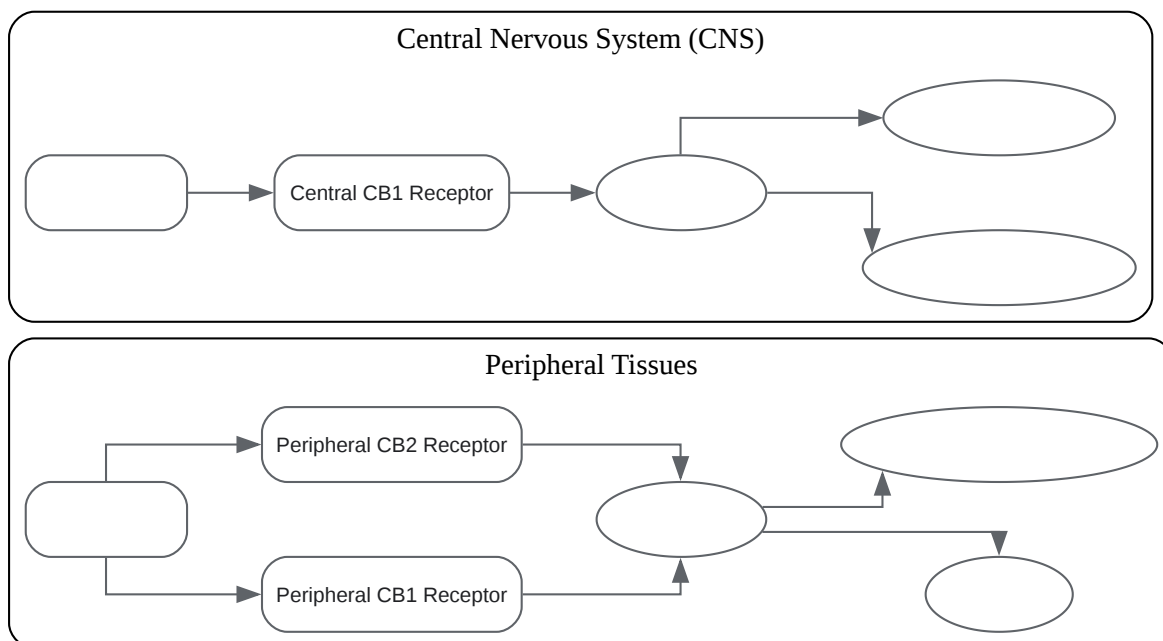 Central Nervous System (CNS)
Central CB1 Receptor
Peripheral Tissues
Peripheral CB2 Receptor
Peripheral CB1 Receptor